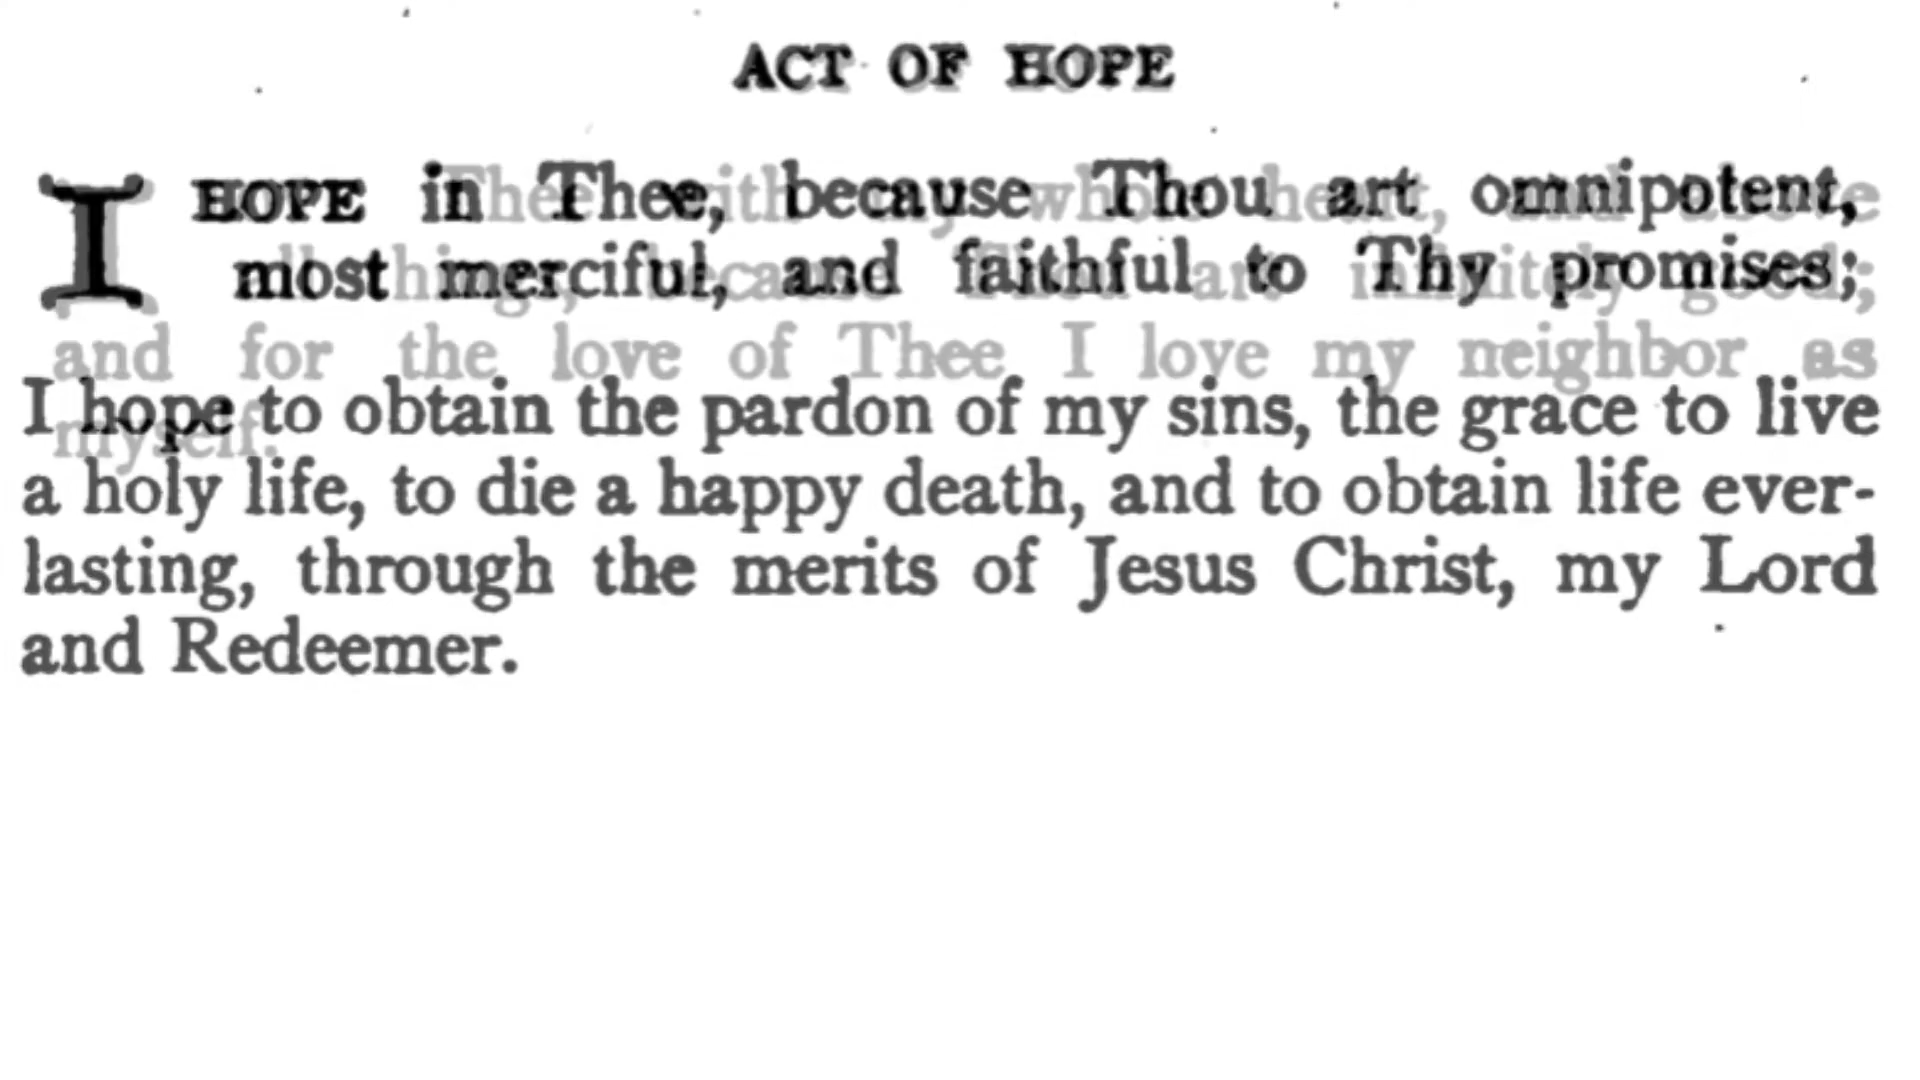 ACT OF HOPE
I HOPE in Thee, because Thou art omnipotent,
most merciful, and faithful to Thy promises;
and for the love of Thee I love my neighbor as
I hope to obtain the pardon of my sins, the grace to live
myself.
a holy life, to die a happy death, and to obtain life ever-
lasting, through the merits of Jesus Christ, my Lord
and Redeemer.